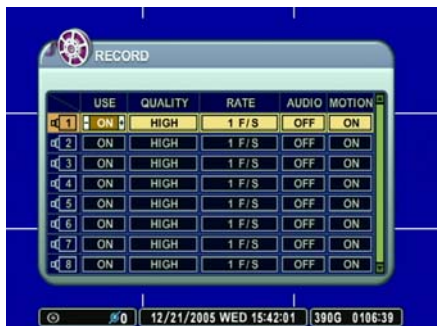 RECORD
USE QUALITY RATE AUDIO MOTION
1 ON HIGH 1 F/S OFF ON
2 ON HIGH 1 F/S OFF ON
3 ON HIGH 1 F/S OFF ON
4 ON HIGH 1 F/S OFF ON
5 ON HIGH 1 F/S OFF ON
6 ON HIGH 1 F/S OFF ON
7 ON HIGH 1 F/S OFF ON
8 ON HIGH 1 F/S OFF ON
0 12/21/2005 WED 15:42:01 390G 0106:39